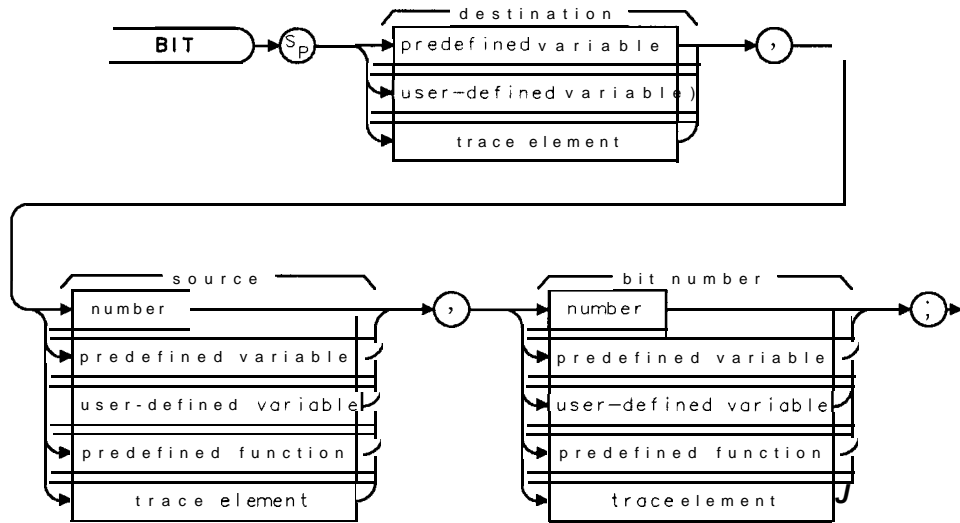 destination
BIT
SP
predefined variable
,
user-defined variable)
trace element
source
bit number
number
,
number
;
predefined variable
predefined variable
user-defined variable
user-defined variable
predefined function
predefined function
trace element
trace element